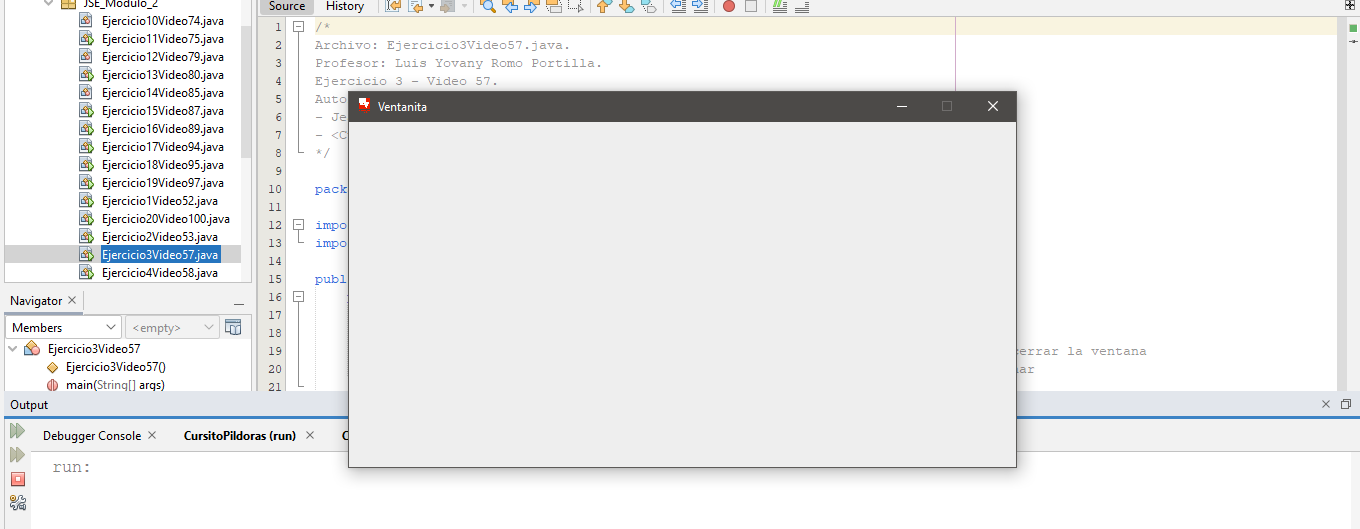 JSE_Modulo_2
Ejercicio10Video74.java
Ejercicio11Video75.java
Ejercicio12Video79.java
Ejercicio13Video80.java
Ejercicio14Video85.java
Ejercicio15Video87.java
Ejercicio16Video89.java
Ejercicio17Video94.java
Ejercicio18Video95.java
Ejercicio19Video97.java
Ejercicio1Video52.java
Ejercicio20Video100.java
Ejercicio2Video53.java
Ejercicio3Video57.java
Ejercicio4Video58.java
Navigator
Members
<empty>
Ejercicio3Video57
Ejercicio3Video57()
main(String[] args)
Source History
1 /*
2 Archivo: Ejercicio3Video57.java.
3 Profesor: Luis Yovany Romo Portilla.
4 Ejercicio 3 - Video 57.
5 Auto
6 - Je
7 - <C
8 */
9
10 pack
11
12 impo
13 impo
14
15 publ
16
17
18
19 cerrar la ventana
20 nar
21
Ventanita
Output
Debugger Console CursitoPildoras (run) C
run: